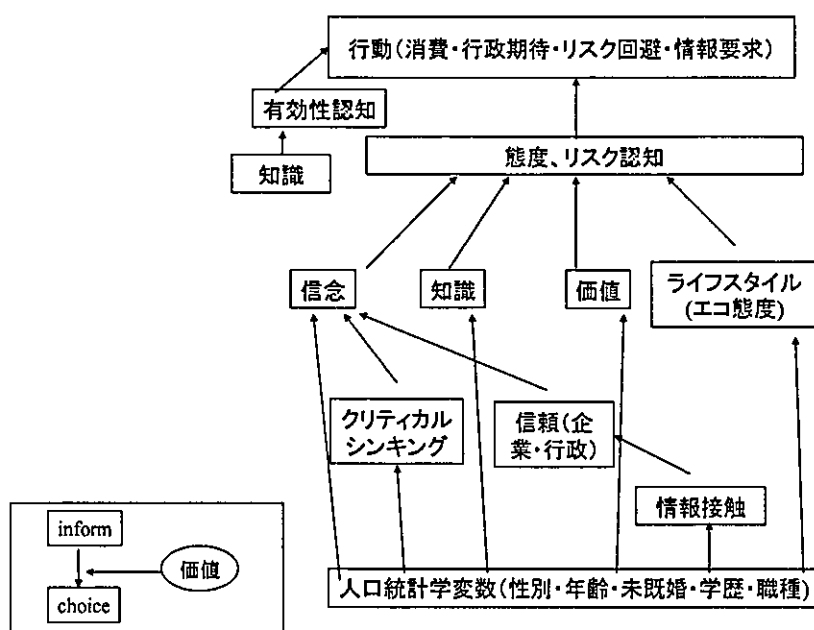 行動(消費・行政期待・リスク回避・情報要求)
有効性認知
態度、リスク認知
知識
信念
知識
価値
ライフスタイル
(エコ態度)
クリティカル
シンキング
信頼(企
業・行政)
情報接触
inform
価値
choice
人口統計学変数(性別・年齢・未既婚・学歴・職種)